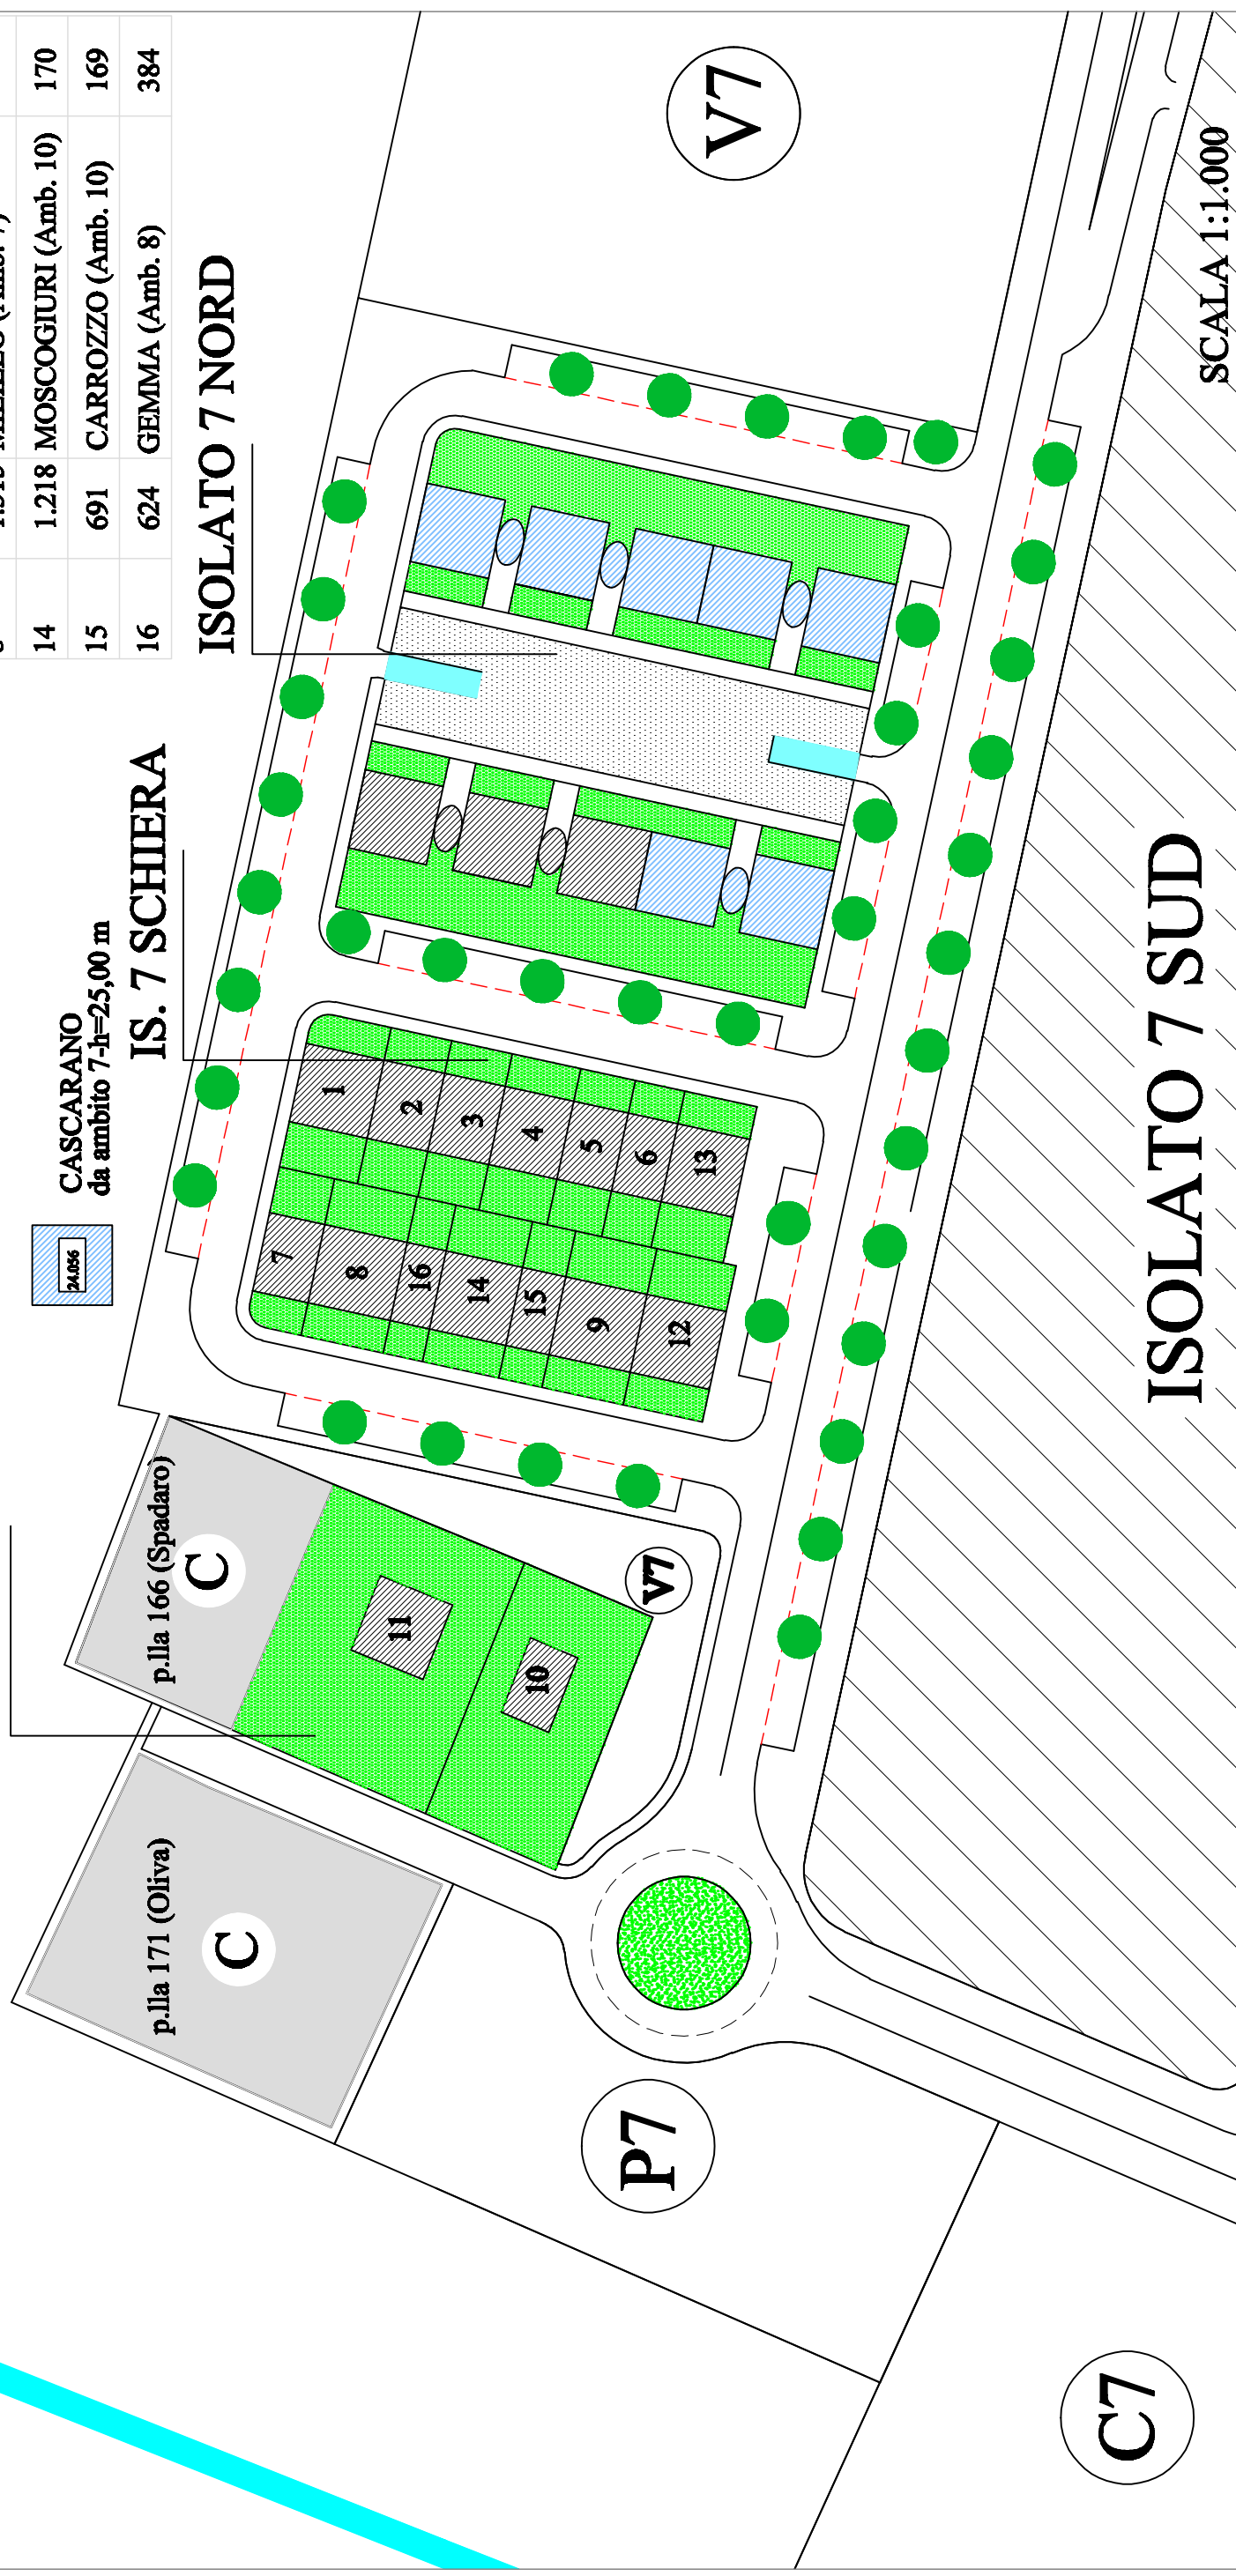 14 1.218 MOSCOGIURI (Amb. 10) 170
15 691 CARROZZO (Amb. 10) 169
16 624 GEMMA (Amb. 8) 384
24.056
CASCARANO
da ambito 7-h=25,00 m
IS. 7 SCHIERA
ISOLATO 7 NORD
V7
p.lla 171 (Oliva)
C
p.lla 166 (Spadaro)
C
11
10
v7
7
8
16
14
15
9
12
1
2
3
4
5
6
13
P7
C7
ISOLATO 7 SUD
SCALA 1:1.000